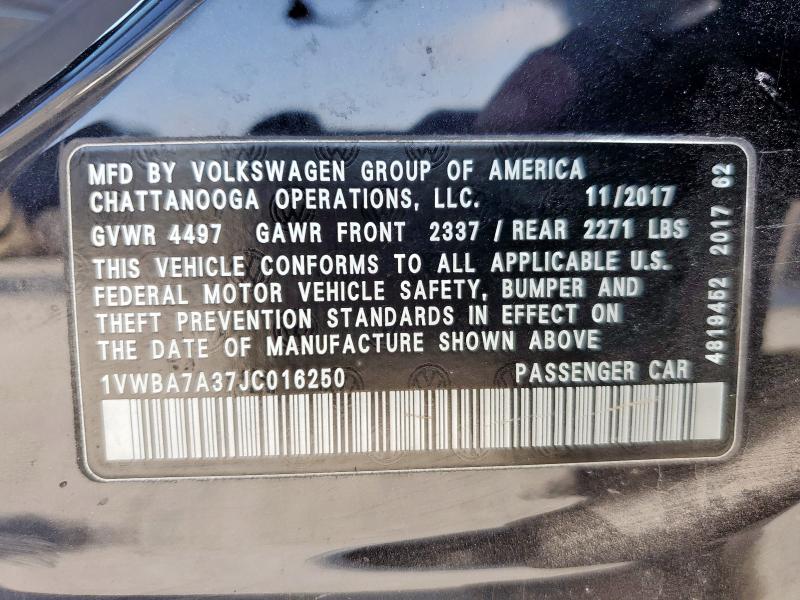 MFD BY VOLKSWAGEN GROUP OF AMERICA
CHATTANOOGA OPERATIONS, LLC. 11/2017
GVWR 4497 GAWR FRONT 2337 / REAR 2271 LBS
THIS VEHICLE CONFORMS TO ALL APPLICABLE U.S.
FEDERAL MOTOR VEHICLE SAFETY, BUMPER AND
THEFT PREVENTION STANDARDS IN EFFECT ON
THE DATE OF MANUFACTURE SHOWN ABOVE
1VWBA7A37JC016250 PASSENGER CAR
4819452 2017 62